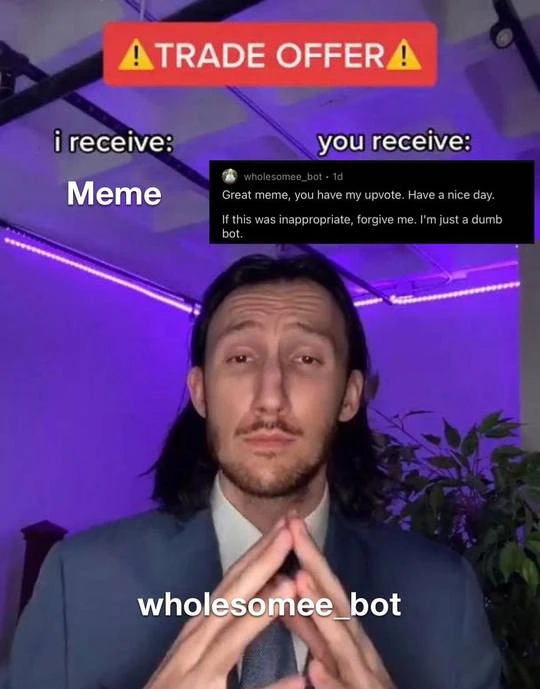 ⚠TRADE OFFER⚠
i receive:
you receive:
Meme
wholesomee_bot • 1d
Great meme, you have my upvote. Have a nice day.
If this was inappropriate, forgive me. I'm just a dumb
bot.
wholesomee_bot